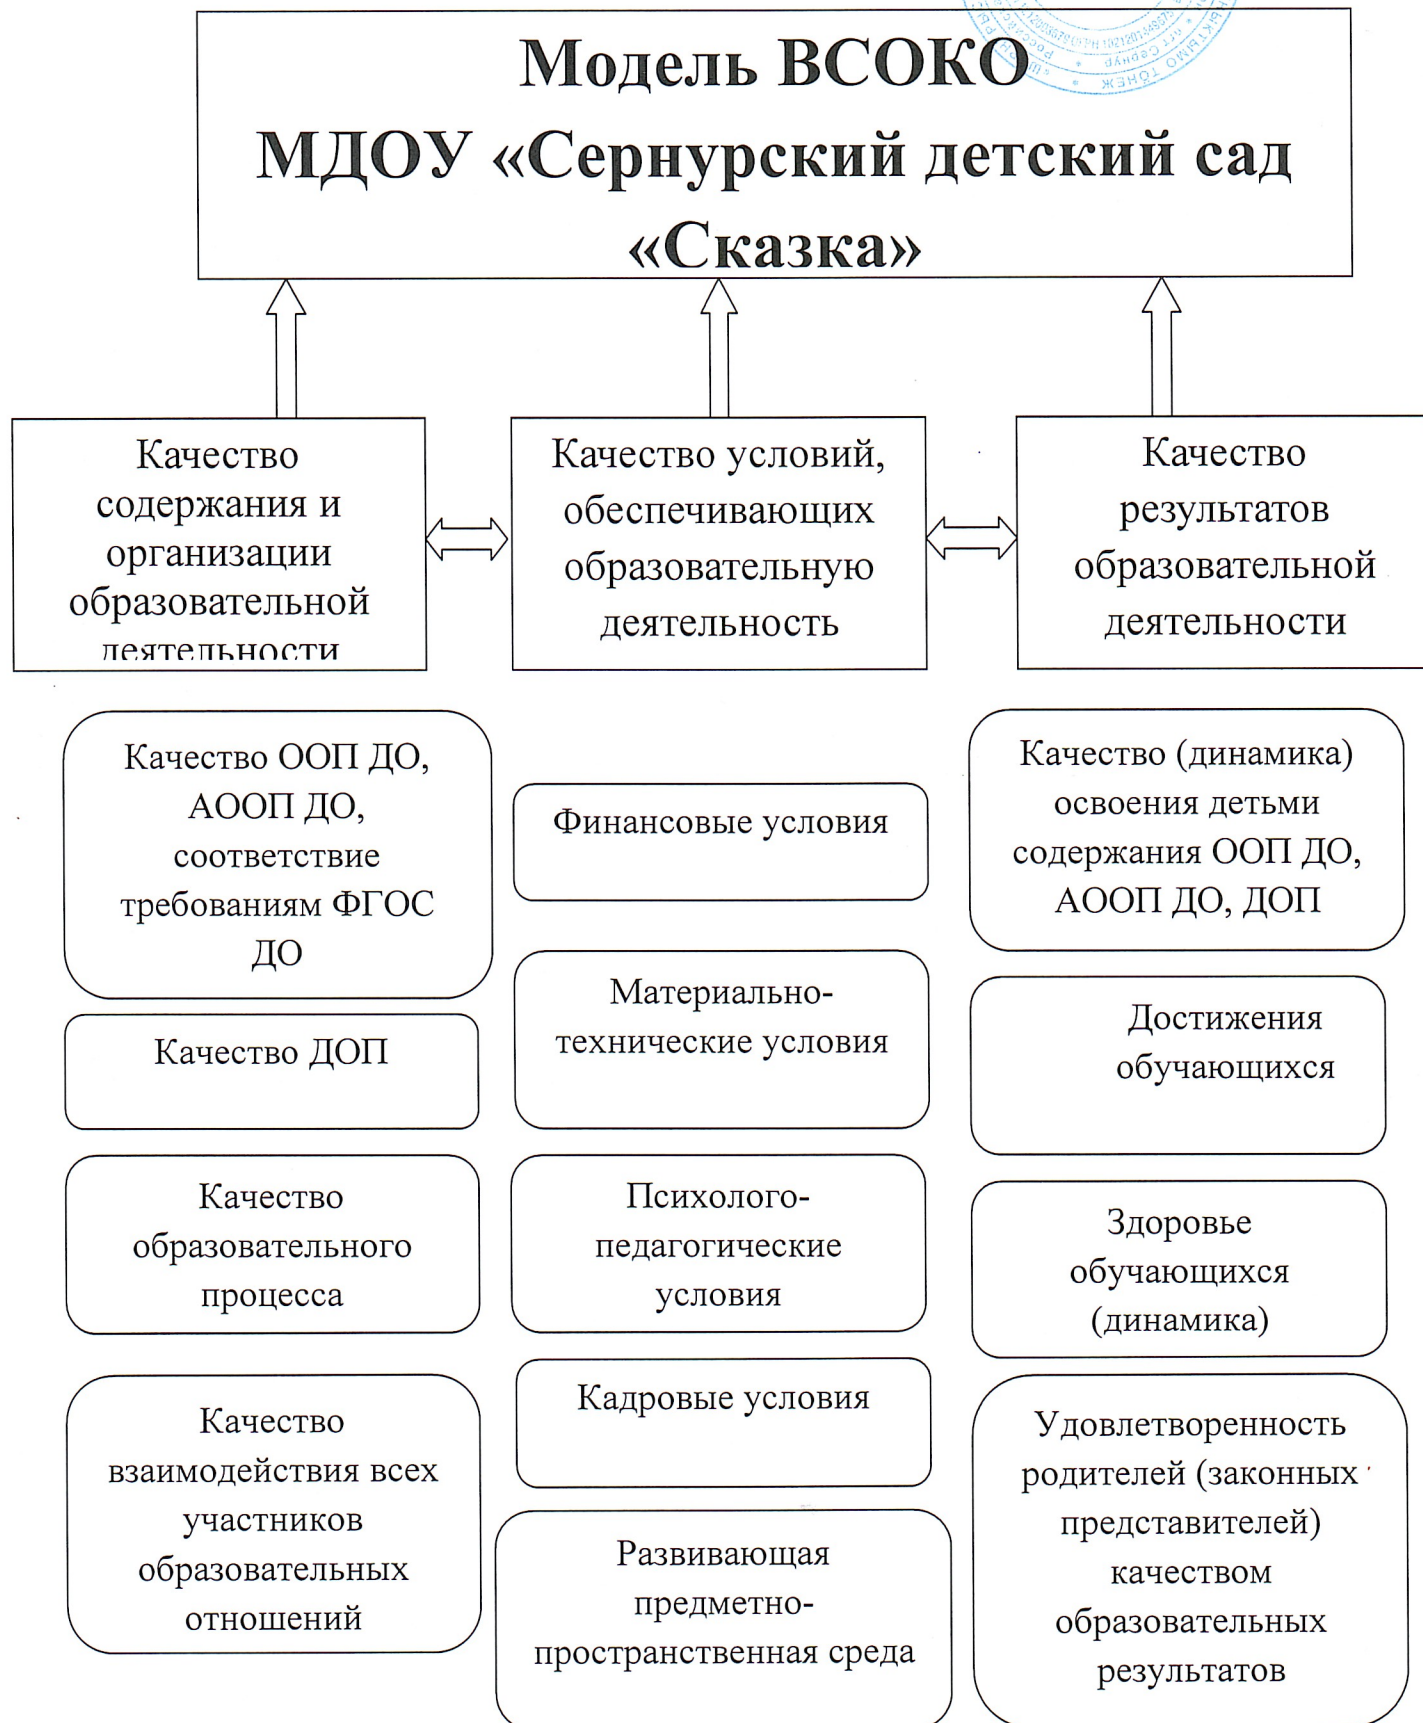 Модель ВСОКО
МДОУ «Сернурский детский сад
«Сказка»
Качество
содержания и
организации
образовательной
деятельности
Качество условий,
обеспечивающих
образовательную
деятельность
Качество
результатов
образовательной
деятельности
Качество ООП ДО,
АООП ДО,
соответствие
требованиям ФГОС
ДО
Качество ДОП
Качество
образовательного
процесса
Качество
взаимодействия всех
участников
образовательных
отношений
Финансовые условия
Материально-
технические условия
Психолого-
педагогические
условия
Кадровые условия
Развивающая
предметно-
пространственная среда
Качество (динамика)
освоения детьми
содержания ООП ДО,
АООП ДО, ДОП
Достижения
обучающихся
Здоровье
обучающихся
(динамика)
Удовлетворенность
родителей (законных
представителей)
качеством
образовательных
результатов